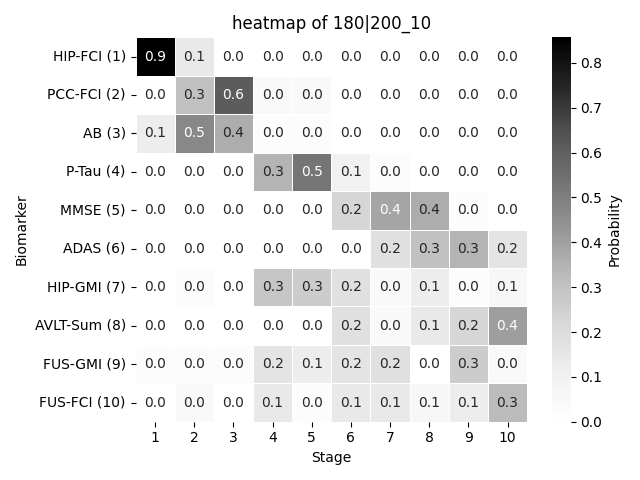 heatmap of 180|200_10
HIP-FCI (1) 0.9 0.1 0.0 0.0 0.0 0.0 0.0 0.0 0.0 0.0
PCC-FCI (2) 0.0 0.3 0.6 0.0 0.0 0.0 0.0 0.0 0.0 0.0
AB (3) 0.1 0.5 0.4 0.0 0.0 0.0 0.0 0.0 0.0 0.0
P-Tau (4) 0.0 0.0 0.0 0.3 0.5 0.1 0.0 0.0 0.0 0.0
MMSE (5) 0.0 0.0 0.0 0.0 0.0 0.2 0.4 0.4 0.0 0.0
ADAS (6) 0.0 0.0 0.0 0.0 0.0 0.0 0.2 0.3 0.3 0.2
HIP-GMI (7) 0.0 0.0 0.0 0.3 0.3 0.2 0.0 0.1 0.0 0.1
AVLT-Sum (8) 0.0 0.0 0.0 0.0 0.0 0.2 0.0 0.1 0.2 0.4
FUS-GMI (9) 0.0 0.0 0.0 0.2 0.1 0.2 0.2 0.0 0.3 0.0
FUS-FCI (10) 0.0 0.0 0.0 0.1 0.0 0.1 0.1 0.1 0.1 0.3
1 2 3 4 5 6 7 8 9 10
Stage
Biomarker
0.8
0.7
0.6
0.5
0.4
0.3
0.2
0.1
0.0
Probability